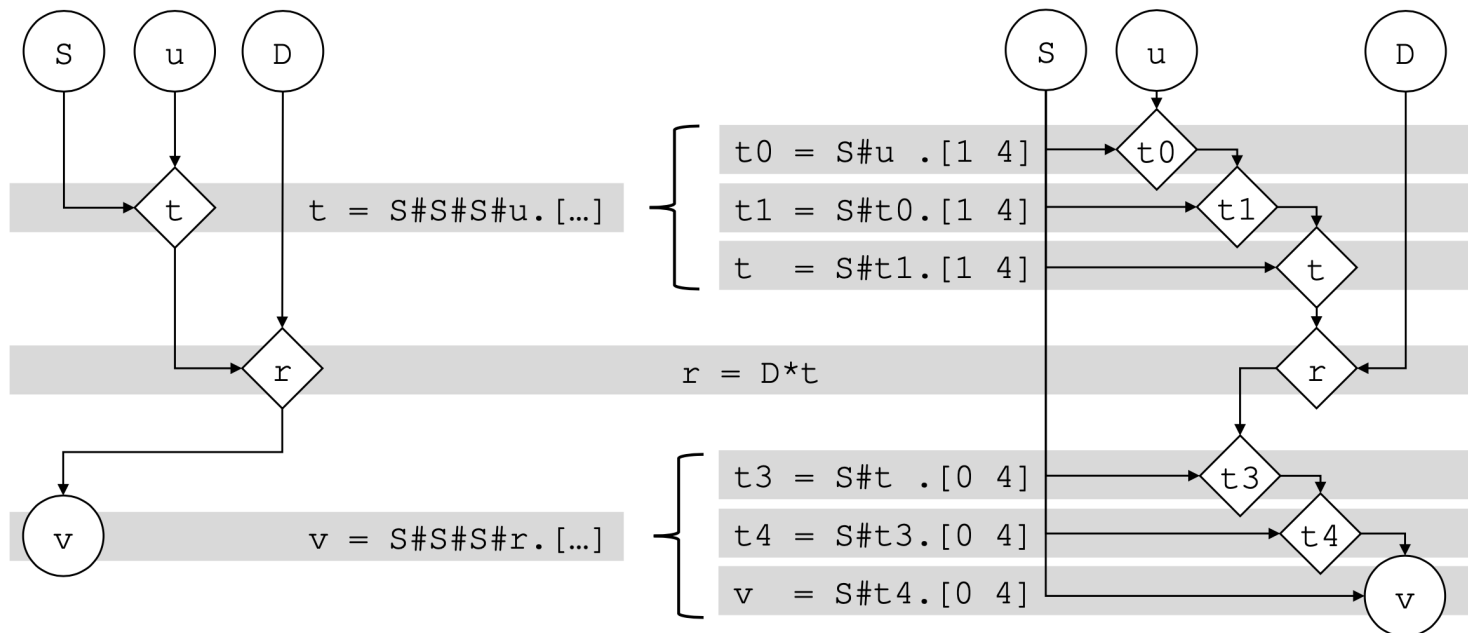 S u D S u D
t0 = S#u .[1 4] t0
t t = S#S#S#u.[…] t1 = S#t0.[1 4] t1
t = S#t1.[1 4] t
r r = D*t r
t3 = S#t .[0 4] t3
v v = S#S#S#r.[…] t4 = S#t3.[0 4] t4
v = S#t4.[0 4] v